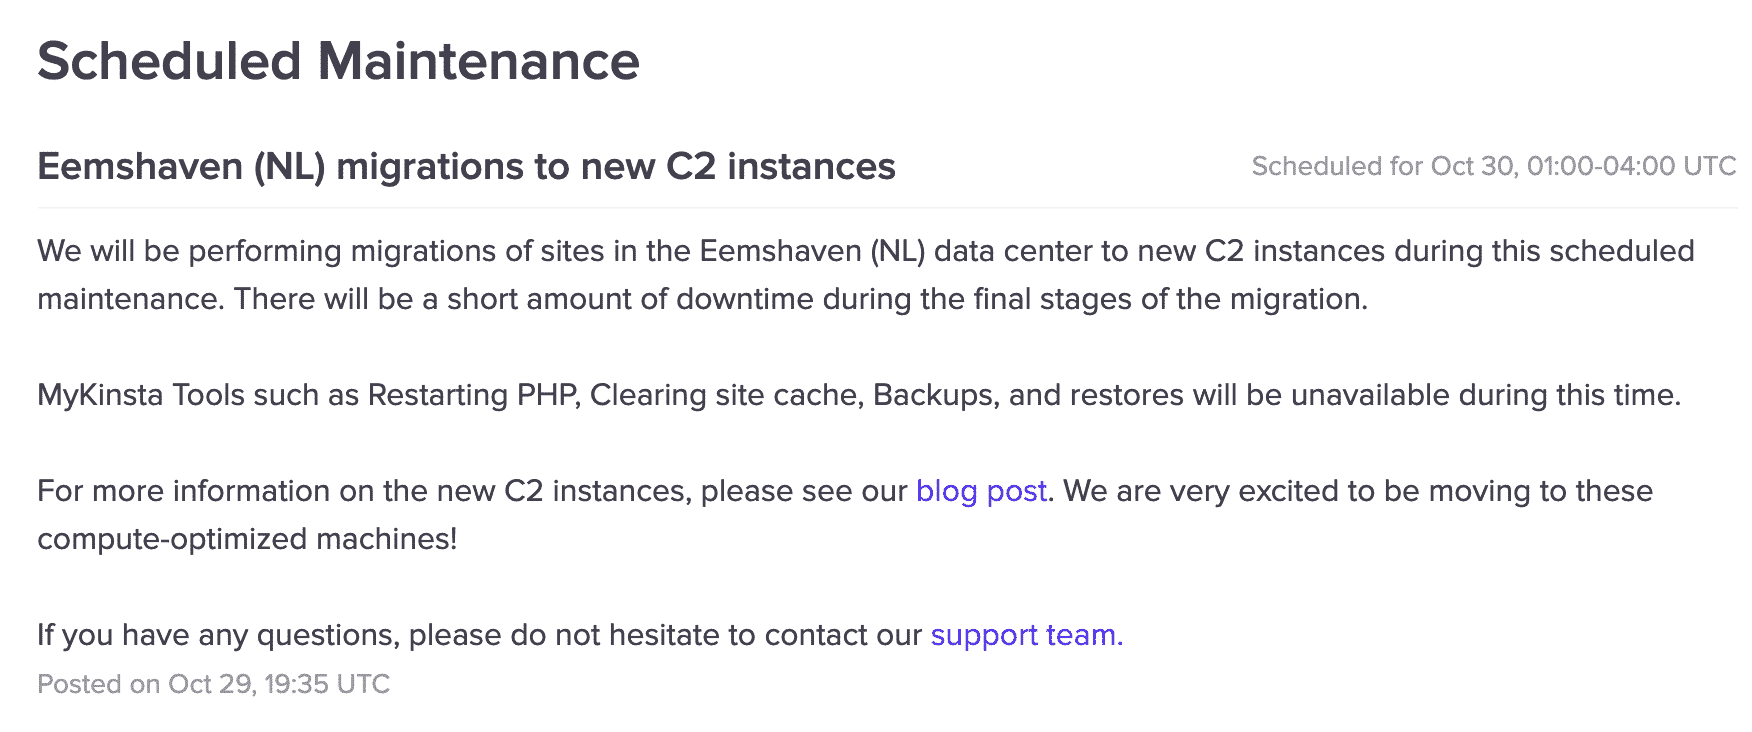 Scheduled Maintenance
Eemshaven (NL) migrations to new C2 instances
Scheduled for Oct 30, 01:00-04:00 UTC
We will be performing migrations of sites in the Eemshaven (NL) data center to new C2 instances during this scheduled
maintenance. There will be a short amount of downtime during the final stages of the migration.
MyKinsta Tools such as Restarting PHP, Clearing site cache, Backups, and restores will be unavailable during this time.
For more information on the new C2 instances, please see our blog post. We are very excited to be moving to these
compute-optimized machines!
If you have any questions, please do not hesitate to contact our support team.
Posted on Oct 29, 19:35 UTC